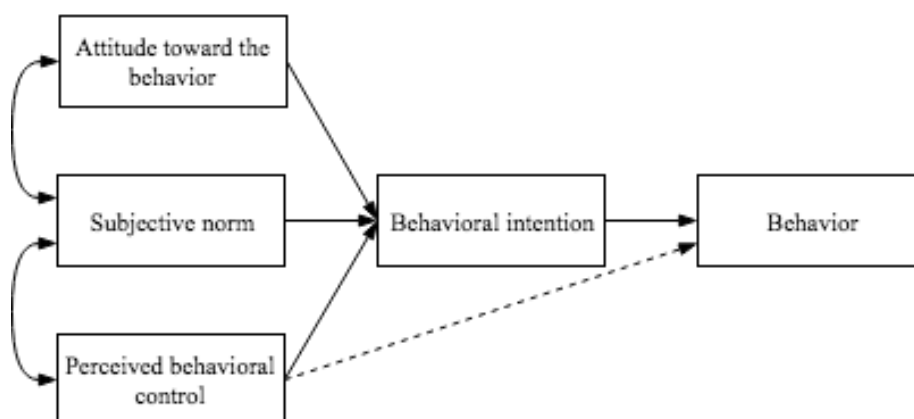 Attitude toward the
behavior
Subjective norm
Behavioral intention
Behavior
Perceived behavioral
control